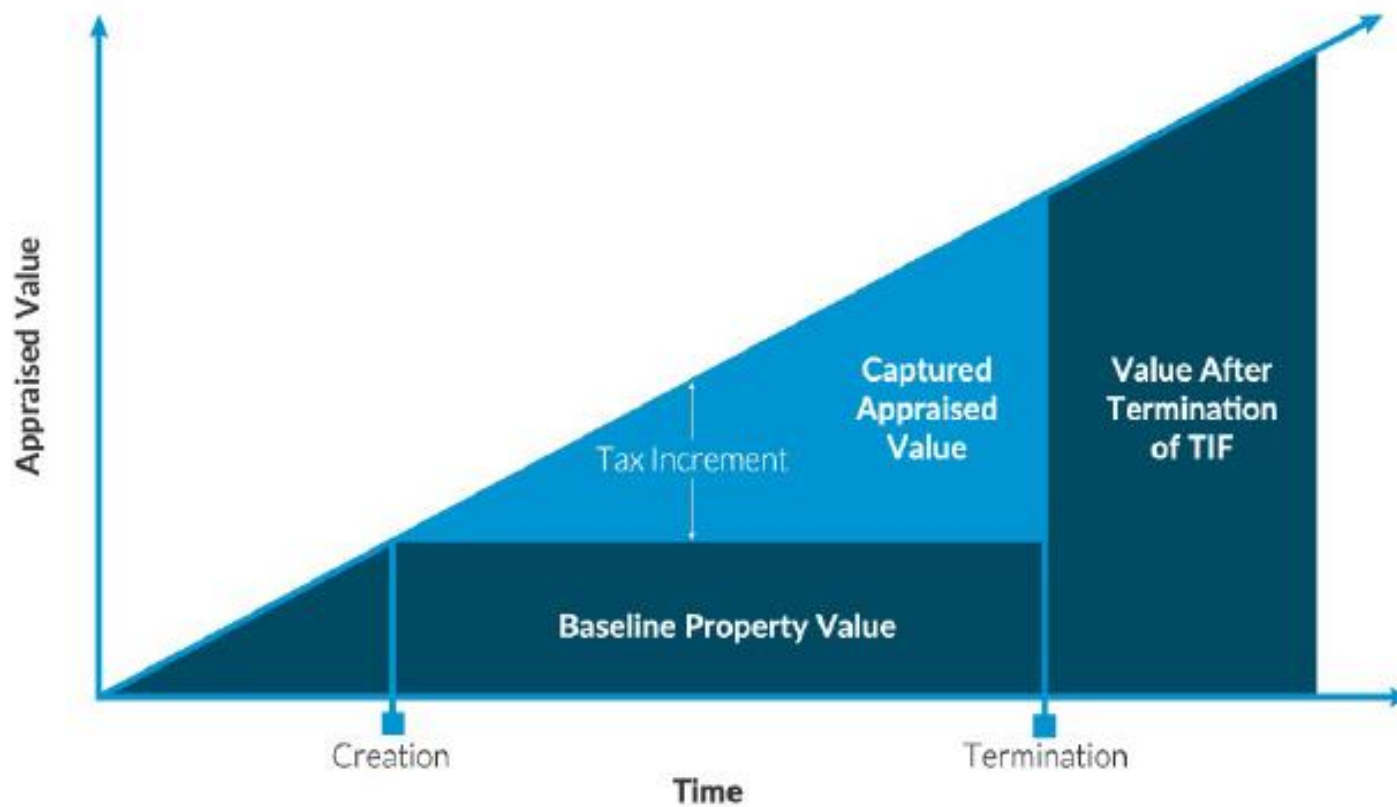 Appraised Value
Captured
Appraised
Value
Value After
Termination
of TIF
Tax Increment
Baseline Property Value
Creation
Termination
Time